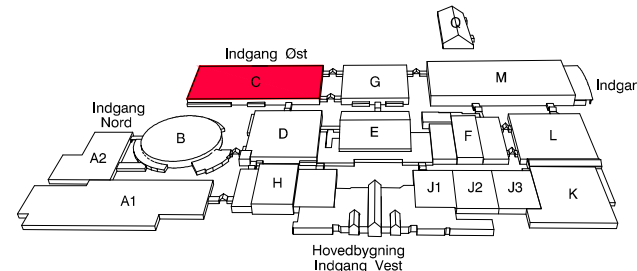 Q
Indgang Øst
C
G
M
Indgar
Indgang
Nord
B
D
E
F
L
A2
A1
H
J1
J2
J3
K
Hovedbygning
Indgang Vest